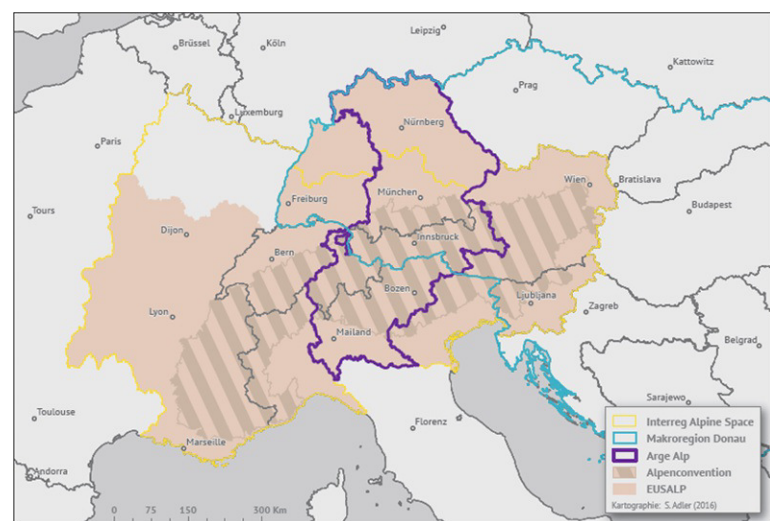 Leipzig
Brüssel
Köln
Kattowitz
Prag
Luxemburg
Nürnberg
Paris
Wien
Bratislava
München
Freiburg
Tours
Budapest
Dijon
Innsbruck
Bern
Bozen
Ljubljana
Zagreb
Lyon
Mailand
Belgrad
Sarajewo
Toulouse
Florenz
Marseille
Andorra
0 75 150 300 Km
Interreg Alpine Space
Makroregion Donau
Arge Alp
Alpenconvention
EUSALP
Kartographie: S. Adler (2016)